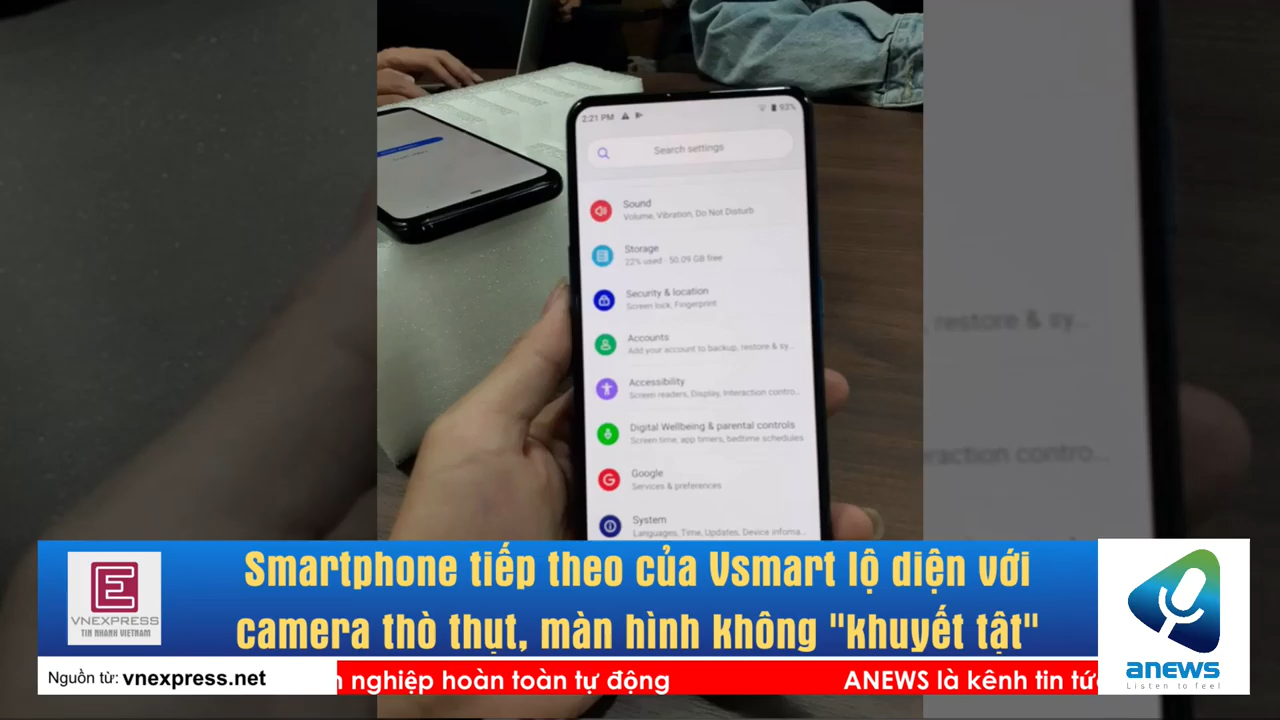 2:21 PM
93%
Search settings
Sound
Volume, Vibration, Do Not Disturb
Storage
22% used - 50.09 GB free
Security & location
Screen lock, Fingerprint
Accounts
Add your account to backup, restore & sy...
Accessibility
Screen readers, Display, Interaction contro...
Digital Wellbeing & parental controls
Screen time, app timers, bedtime schedules
Google
Services & preferences
System
Languages, Time, Updates, Device informa...
, restore & sy...
raction contro...
E
VNEXPRESS
TIN NHANH VIETNAM
Smartphone tiếp theo của Vsmart lộ diện với
camera thò thụt, màn hình không "khuyết tật"
Nguồn từ: vnexpress.net
n nghiệp hoàn toàn tự động
ANEWS là kênh tin tức
anews
Listen to feel